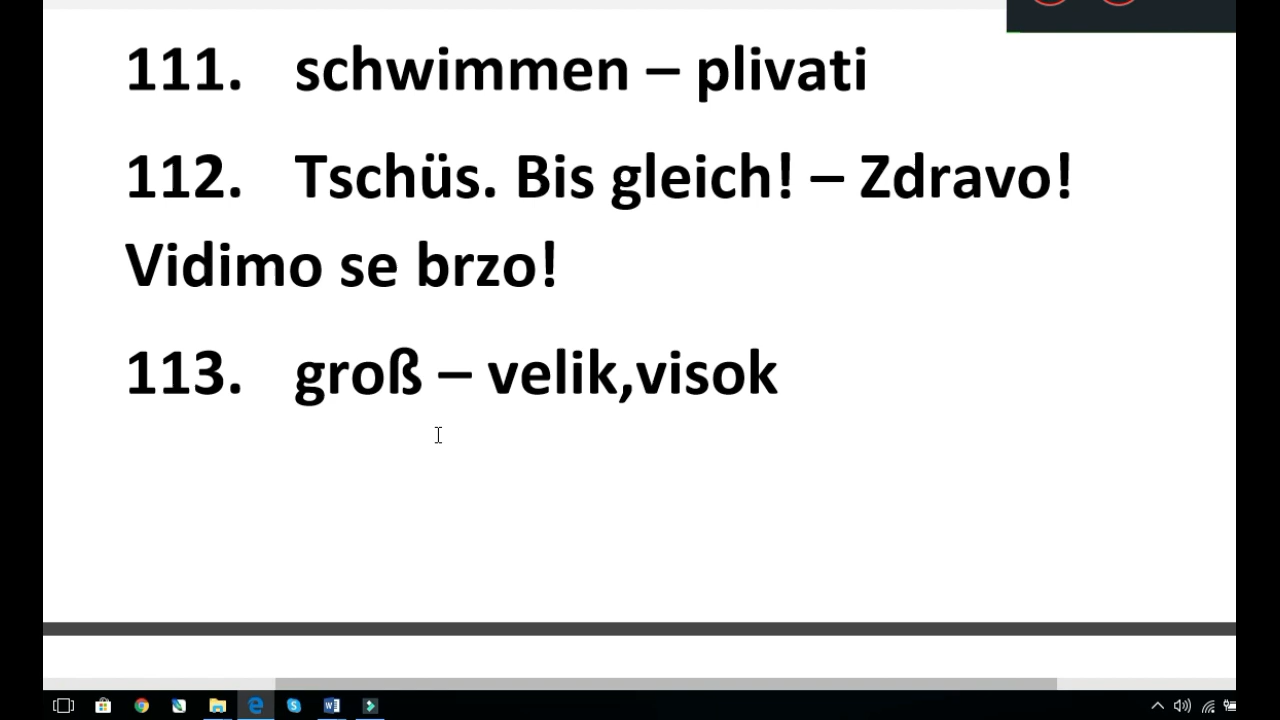 111. schwimmen – plivati
112. Tschüs. Bis gleich! – Zdravo!
Vidimo se brzo!
113. groß – velik,visok